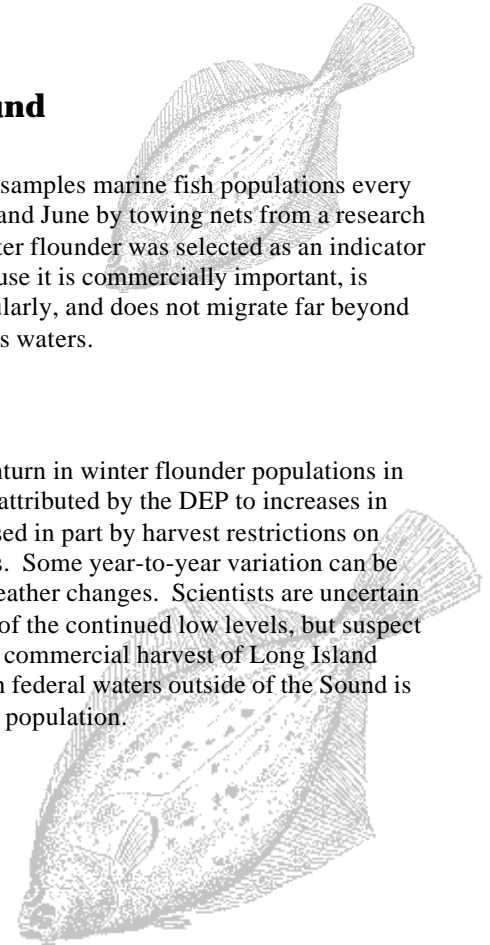 und
samples marine fish populations every
and June by towing nets from a research
ter flounder was selected as an indicator
use it is commercially important, is
ularly, and does not migrate far beyond
s waters.
nturn in winter flounder populations in
attributed by the DEP to increases in
sed in part by harvest restrictions on
s. Some year-to-year variation can be
eather changes. Scientists are uncertain
of the continued low levels, but suspect
commercial harvest of Long Island
n federal waters outside of the Sound is
population.